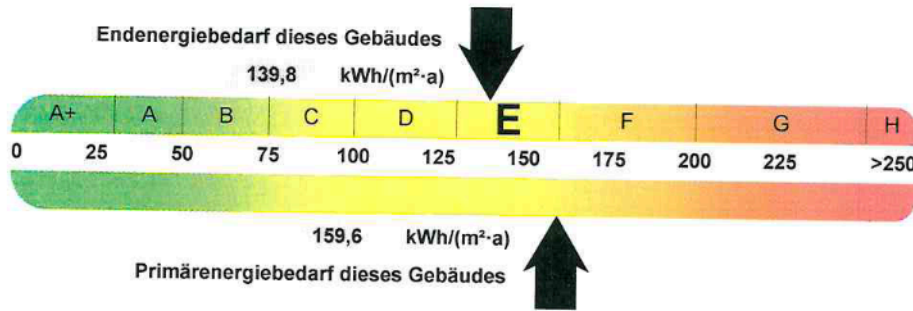 Endenergiebedarf dieses Gebäudes
139,8 kWh/(m²·a)
A+ A B C D E F G H
0 25 50 75 100 125 150 175 200 225 >250
159,6 kWh/(m²·a)
Primärenergiebedarf dieses Gebäudes